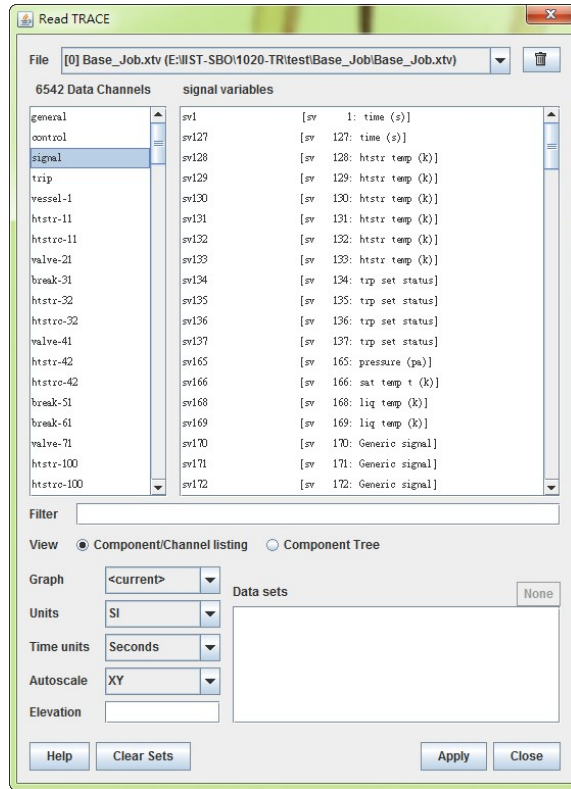 Read TRACE
File [0] Base_Job.xtv (E:\IIST-SBO\1020-TR\test\Base_Job\Base_Job.xtv)
6542 Data Channels signal variables
general sv1 [sv 1: time (s)]
control sv127 [sv 127: time (s)]
signal sv128 [sv 128: htstr temp (k)]
trip sv129 [sv 129: htstr temp (k)]
vessel-1 sv130 [sv 130: htstr temp (k)]
htstr-11 sv131 [sv 131: htstr temp (k)]
htstrc-11 sv132 [sv 132: htstr temp (k)]
valve-21 sv133 [sv 133: htstr temp (k)]
break-31 sv134 [sv 134: trp set status]
htstr-32 sv135 [sv 135: trp set status]
htstrc-32 sv136 [sv 136: trp set status]
valve-41 sv137 [sv 137: trp set status]
htstr-42 sv165 [sv 165: pressure (pa)]
htstrc-42 sv166 [sv 166: sat temp t (k)]
break-51 sv168 [sv 168: liq temp (k)]
break-61 sv169 [sv 169: liq temp (k)]
valve-71 sv170 [sv 170: Generic signal]
htstr-100 sv171 [sv 171: Generic signal]
htstrc-100 sv172 [sv 172: Generic signal]
Filter
View Component/Channel listing Component Tree
Graph <current> Data sets None
Units SI
Time units Seconds
Autoscale XY
Elevation
Help Clear Sets Apply Close